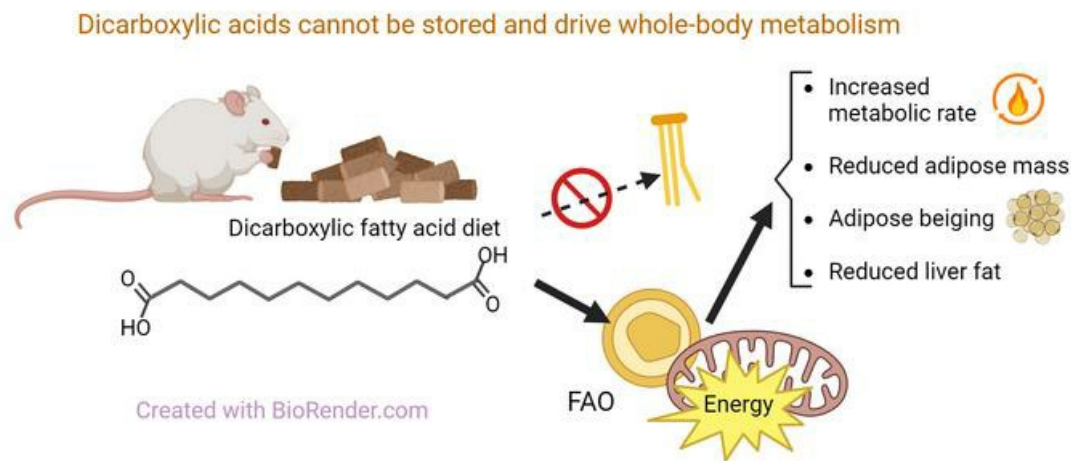 Dicarboxylic acids cannot be stored and drive whole-body metabolism
• Increased
metabolic rate
• Reduced adipose mass
• Adipose beiging
• Reduced liver fat
Dicarboxylic fatty acid diet
O
HO
OH
O
FAO
Energy
Created with BioRender.com